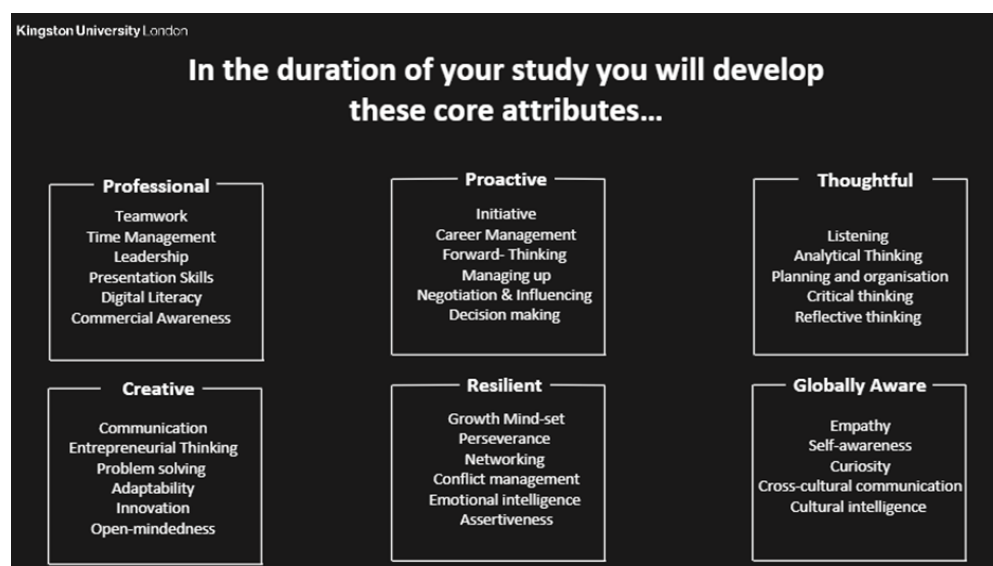 Kingston University London
In the duration of your study you will develop
these core attributes...
Professional
Teamwork
Time Management
Leadership
Presentation Skills
Digital Literacy
Commercial Awareness
Proactive
Initiative
Career Management
Forward- Thinking
Managing up
Negotiation & Influencing
Decision making
Thoughtful
Listening
Analytical Thinking
Planning and organisation
Critical thinking
Reflective thinking
Creative
Communication
Entrepreneurial Thinking
Problem solving
Adaptability
Innovation
Open-mindedness
Resilient
Growth Mind-set
Perseverance
Networking
Conflict management
Emotional intelligence
Assertiveness
Globally Aware
Empathy
Self-awareness
Curiosity
Cross-cultural communication
Cultural intelligence